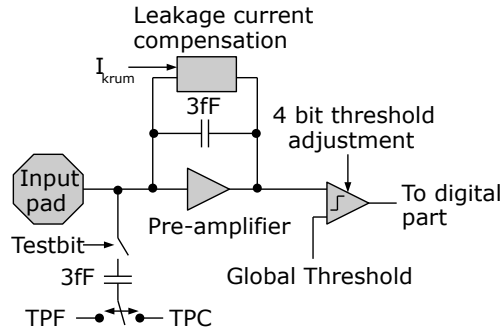 Leakage current
compensation
Ikrum
3fF
4 bit threshold
adjustment
Input
pad
To digital
part
Pre-amplifier
Testbit
Global Threshold
3fF
TPF
TPC